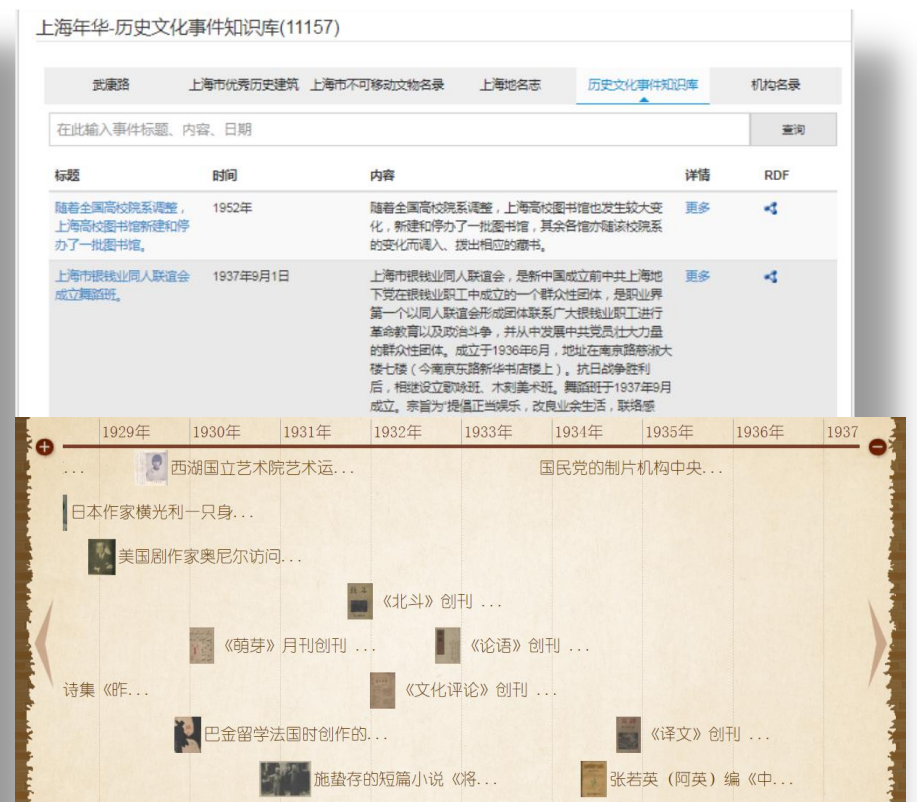 上海年华-历史文化事件知识库(11157)
武康路 上海市优秀历史建筑 上海市不可移动文物名录 上海地名志 历史文化事件知识库 机构名录
在此输入事件标题、内容、日期 查询
标题 时间 内容 详情 RDF
随着全国高校院系调整，
上海高校图书馆新建和停
办了一批图书馆。
1952年
随着全国高校院系调整，上海高校图书馆也发生较大变
化，新建和停办了一批图书馆，其余各馆亦随该校院系
的变化而调入、拨出相应的藏书。
更多
上海市银钱业同人联谊会
成立舞蹈班。
1937年9月1日
上海市银钱业同人联谊会，是新中国成立前中共上海地
下党在银钱业职工中成立的一个群众性团体，是职业界
第一个以同人联谊会形成团体联系广大银钱业职工进行
革命教育以及政治斗争，并从中发展中共党员壮大力量
的群众性团体。成立于1936年6月，地址在南京路慈淑大
楼七楼（今南京东路新华书店楼上）。抗日战争胜利
后，相继设立歌咏班、木刻美术班。舞蹈班于1937年9月
成立。宗旨为“提倡正当娱乐，改良业余生活，联络感
更多
1929年 1930年 1931年 1932年 1933年 1934年 1935年 1936年 1937
... 西湖国立艺术院艺术运... 国民党的制片机构中央...
日本作家横光利一只身...
美国剧作家奥尼尔访问...
《北斗》创刊 ...
《萌芽》月刊创刊 ... 《论语》创刊 ...
诗集《昨... 《文化评论》创刊 ...
巴金留学法国时创作的... 《译文》创刊 ...
施蛰存的短篇小说《将... 张若英（阿英）编《中...